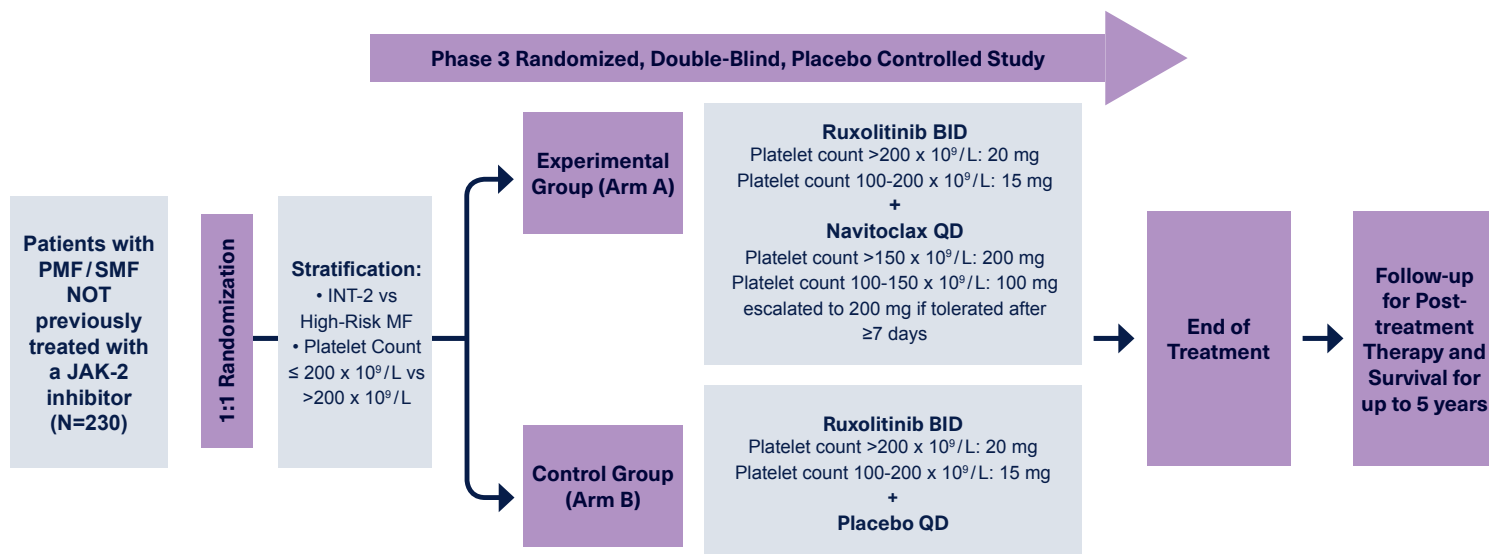 Phase 3 Randomized, Double-Blind, Placebo Controlled Study
Patients with
PMF/SMF
NOT
previously
treated with
a JAK-2
inhibitor
(N=230)
1:1 Randomization
Stratification:
• INT-2 vs
High-Risk MF
• Platelet Count
≤ 200 x 10⁹/L vs
>200 x 10⁹/L
Experimental
Group (Arm A)
Ruxolitinib BID
Platelet count >200 x 10⁹/L: 20 mg
Platelet count 100-200 x 10⁹/L: 15 mg
+
Navitoclax QD
Platelet count >150 x 10⁹/L: 200 mg
Platelet count 100-150 x 10⁹/L: 100 mg
escalated to 200 mg if tolerated after
≥7 days
Control Group
(Arm B)
Ruxolitinib BID
Platelet count >200 x 10⁹/L: 20 mg
Platelet count 100-200 x 10⁹/L: 15 mg
+
Placebo QD
End of
Treatment
Follow-up
for Post-
treatment
Therapy and
Survival for
up to 5 years